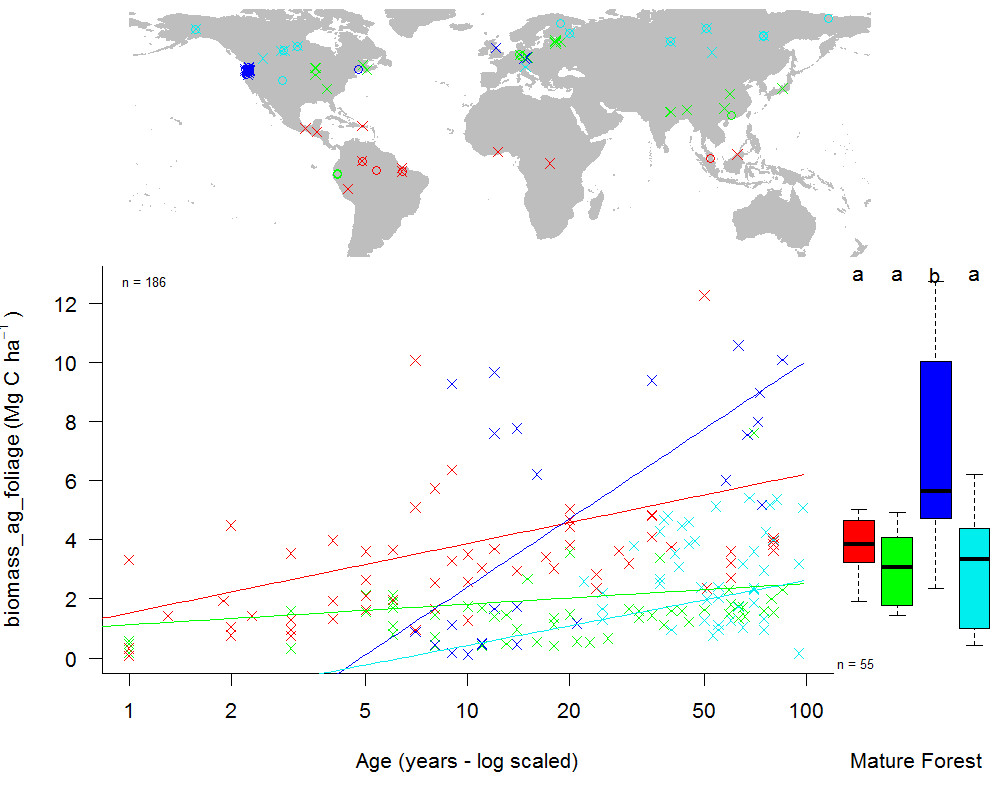 n = 186
a a b a
12
10
8
6
4
2
0
biomass_ag_foliage (Mg C ha⁻¹ )
n = 55
1 2 5 10 20 50 100
Age (years - log scaled)
Mature Forest